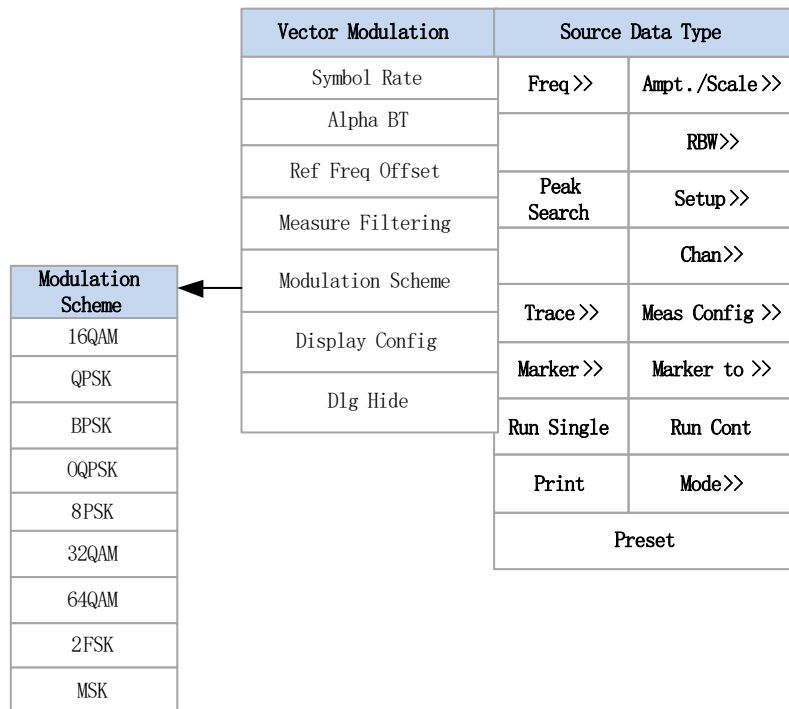 Vector Modulation
Symbol Rate
Alpha BT
Ref Freq Offset
Measure Filtering
Modulation Scheme
Display Config
Dlg Hide
Source Data Type
Freq>> Ampt./Scale>>
RBW>>
Peak
Search
Setup>>
Chan>>
Trace>> Meas Config >>
Marker>> Marker to >>
Run Single Run Cont
Print Mode>>
Preset
Modulation
Scheme
16QAM
QPSK
BPSK
OQPSK
8PSK
32QAM
64QAM
2FSK
MSK